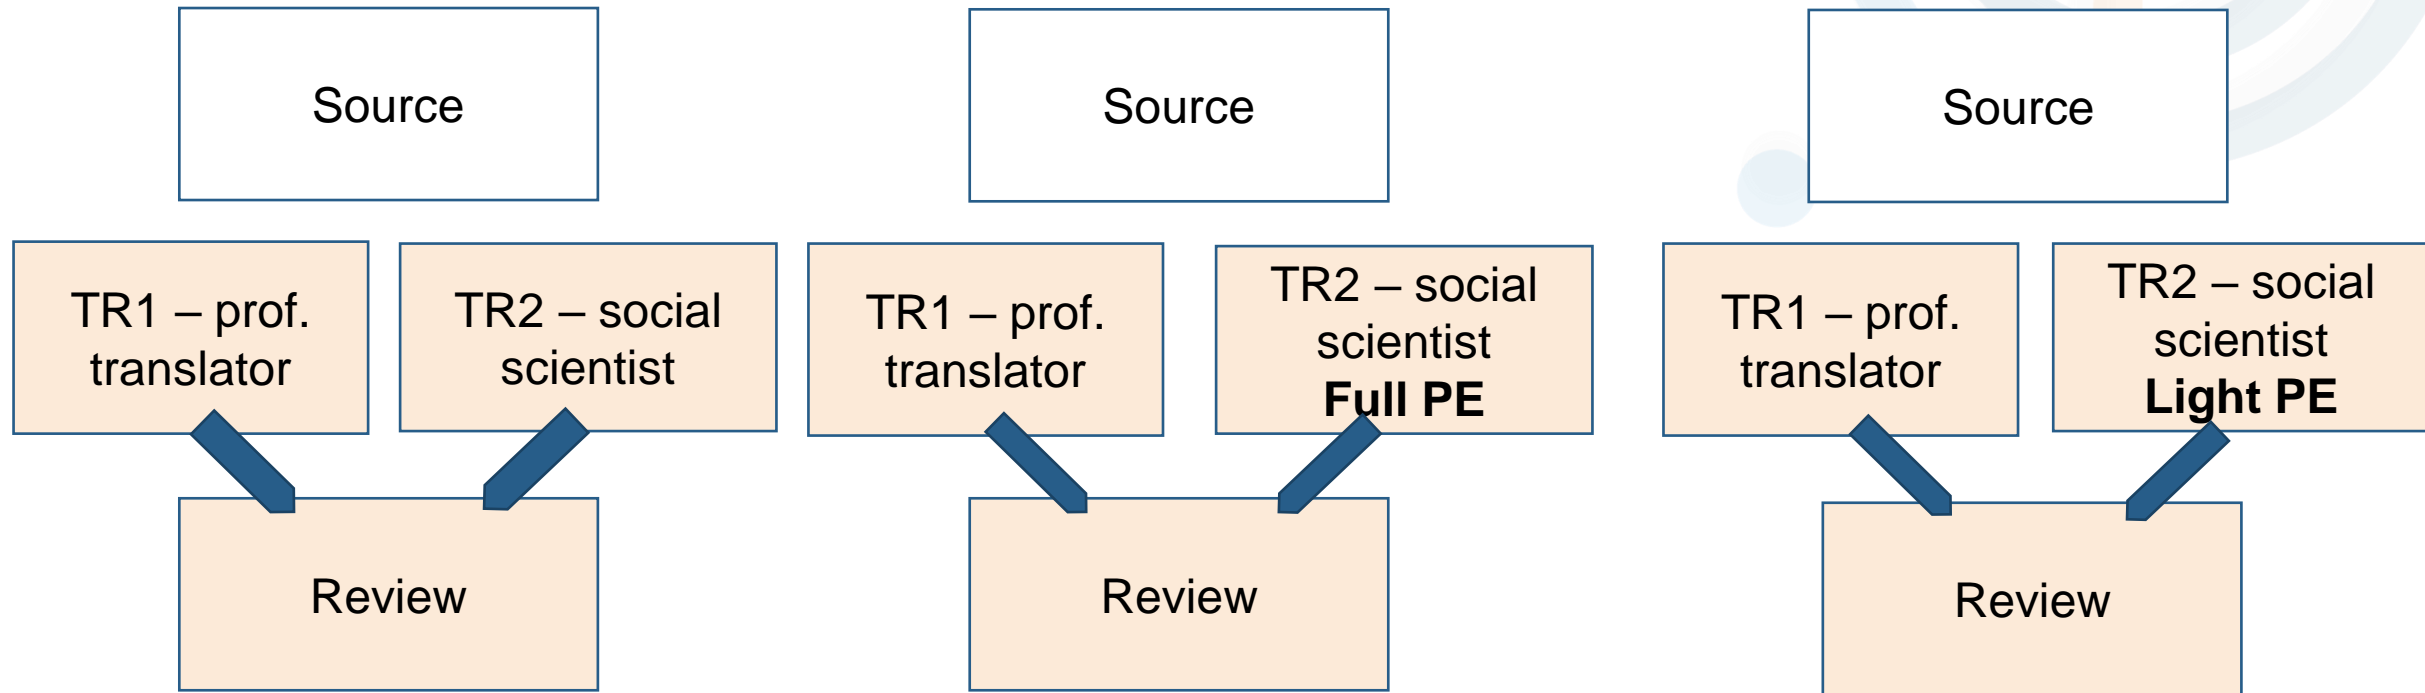 Source
Source
Source
TR1 – prof.
translator
TR2 – social
scientist
TR1 – prof.
translator
TR2 – social
scientist
Full PE
TR1 – prof.
translator
TR2 – social
scientist
Light PE
Review
Review
Review